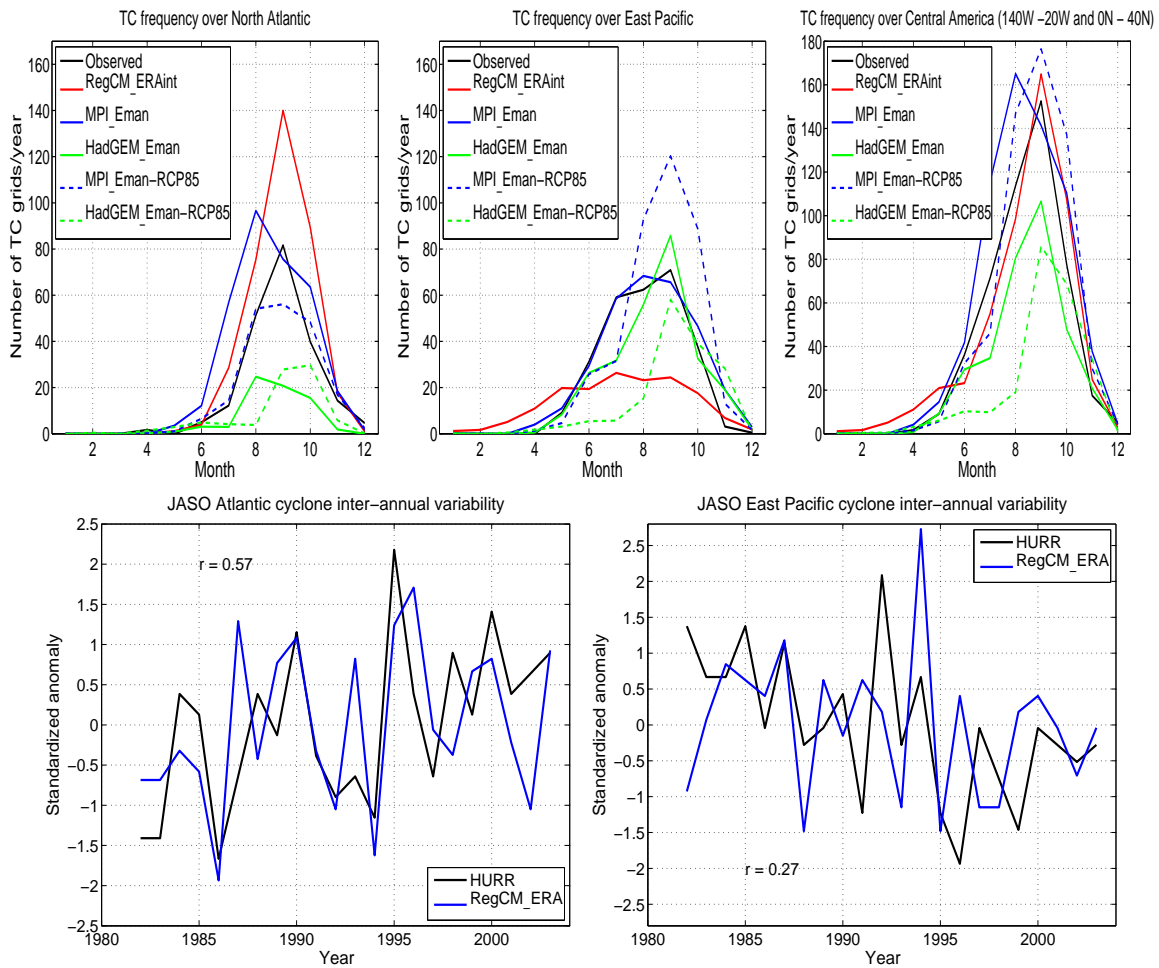 TC frequency over North Atlantic
Number of TC grids/year
160
140
120
100
80
60
40
20
0
Observed
RegCM_ERAint
MPI_Eman
HadGEM_Eman
MPI_Eman-RCP85
HadGEM_Eman-RCP85
2 4 6 8 10 12
Month
TC frequency over East Pacific
Number of TC grids/year
160
140
120
100
80
60
40
20
0
Observed
RegCM_ERAint
MPI_Eman
HadGEM_Eman
MPI_Eman-RCP85
HadGEM_Eman-RCP85
2 4 6 8 10 12
Month
TC frequency over Central America (140W -20W and 0N - 40N)
Number of TC grids/year
180
160
140
120
100
80
60
40
20
0
Observed
RegCM_ERAint
MPI_Eman
HadGEM_Eman
MPI_Eman-RCP85
HadGEM_Eman-RCP85
2 4 6 8 10 12
Month
JASO Atlantic cyclone inter-annual variability
Standardized anomaly
2.5
2
1.5
1
0.5
0
-0.5
-1
-1.5
-2
-2.5
r = 0.57
HURR
RegCM_ERA
1980 1985 1990 1995 2000
Year
JASO East Pacific cyclone inter-annual variability
Standardized anomaly
2.5
2
1.5
1
0.5
0
-0.5
-1
-1.5
-2
-2.5
HURR
RegCM_ERA
r = 0.27
1980 1985 1990 1995 2000
Year